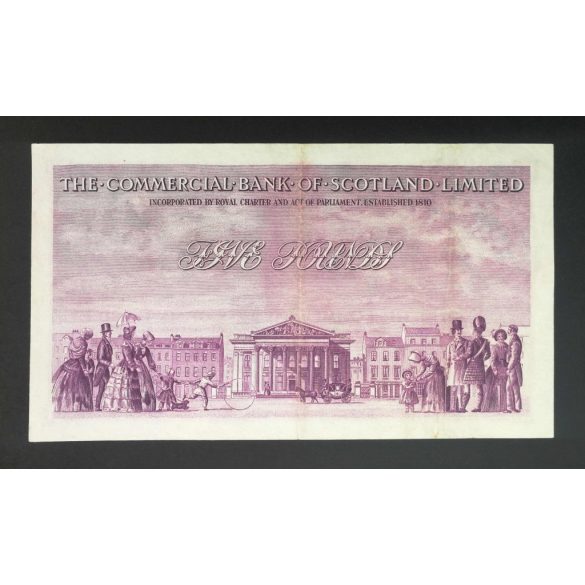 THE·COMMERCIAL·BANK·OF·SCOTLAND·LIMITED
INCORPORATED BY ROYAL CHARTER AND ACT OF PARLIAMENT. ESTABLISHED 1810
FIVE POUNDS